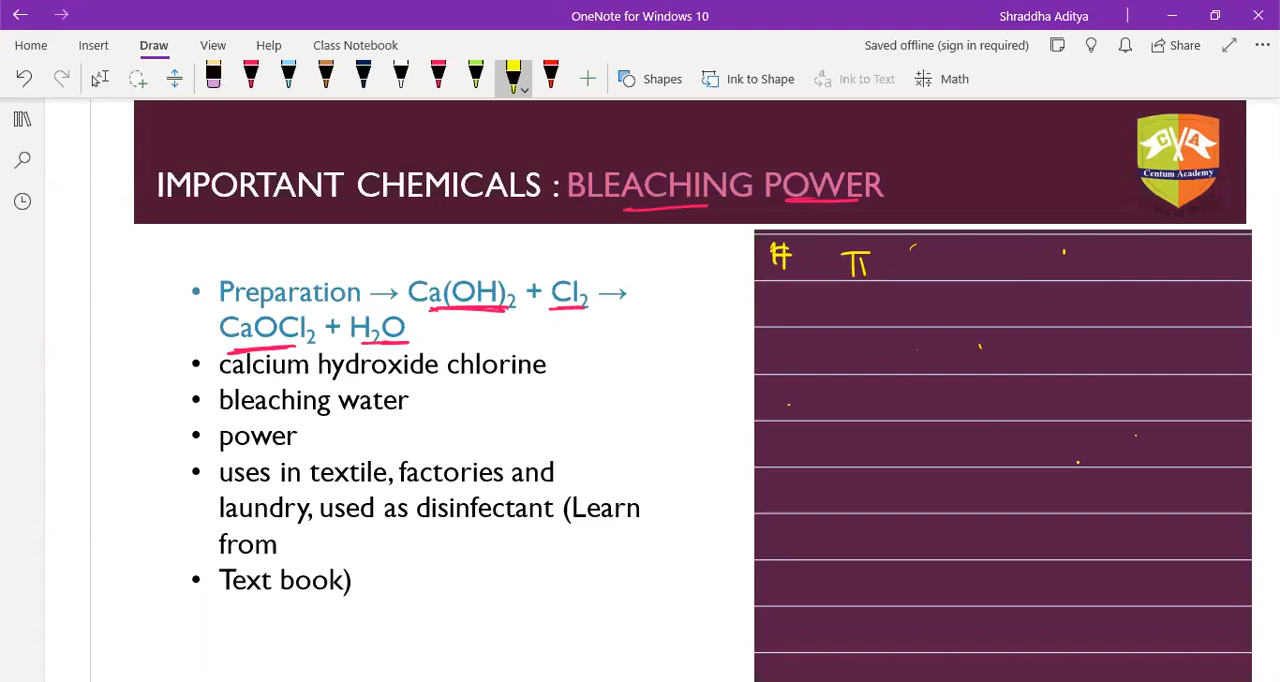 OneNote for Windows 10
Shraddha Aditya
Home Insert Draw View Help Class Notebook
Saved offline (sign in required)
Share
Shapes
Ink to Shape
Ink to Text
Math
IMPORTANT CHEMICALS : BLEACHING POWER
Centum Academy
• Preparation → Ca(OH)₂ + Cl₂ →
CaOCl₂ + H₂O
• calcium hydroxide chlorine
• bleaching water
• power
• uses in textile, factories and
laundry, used as disinfectant (Learn
from
• Text book)
#